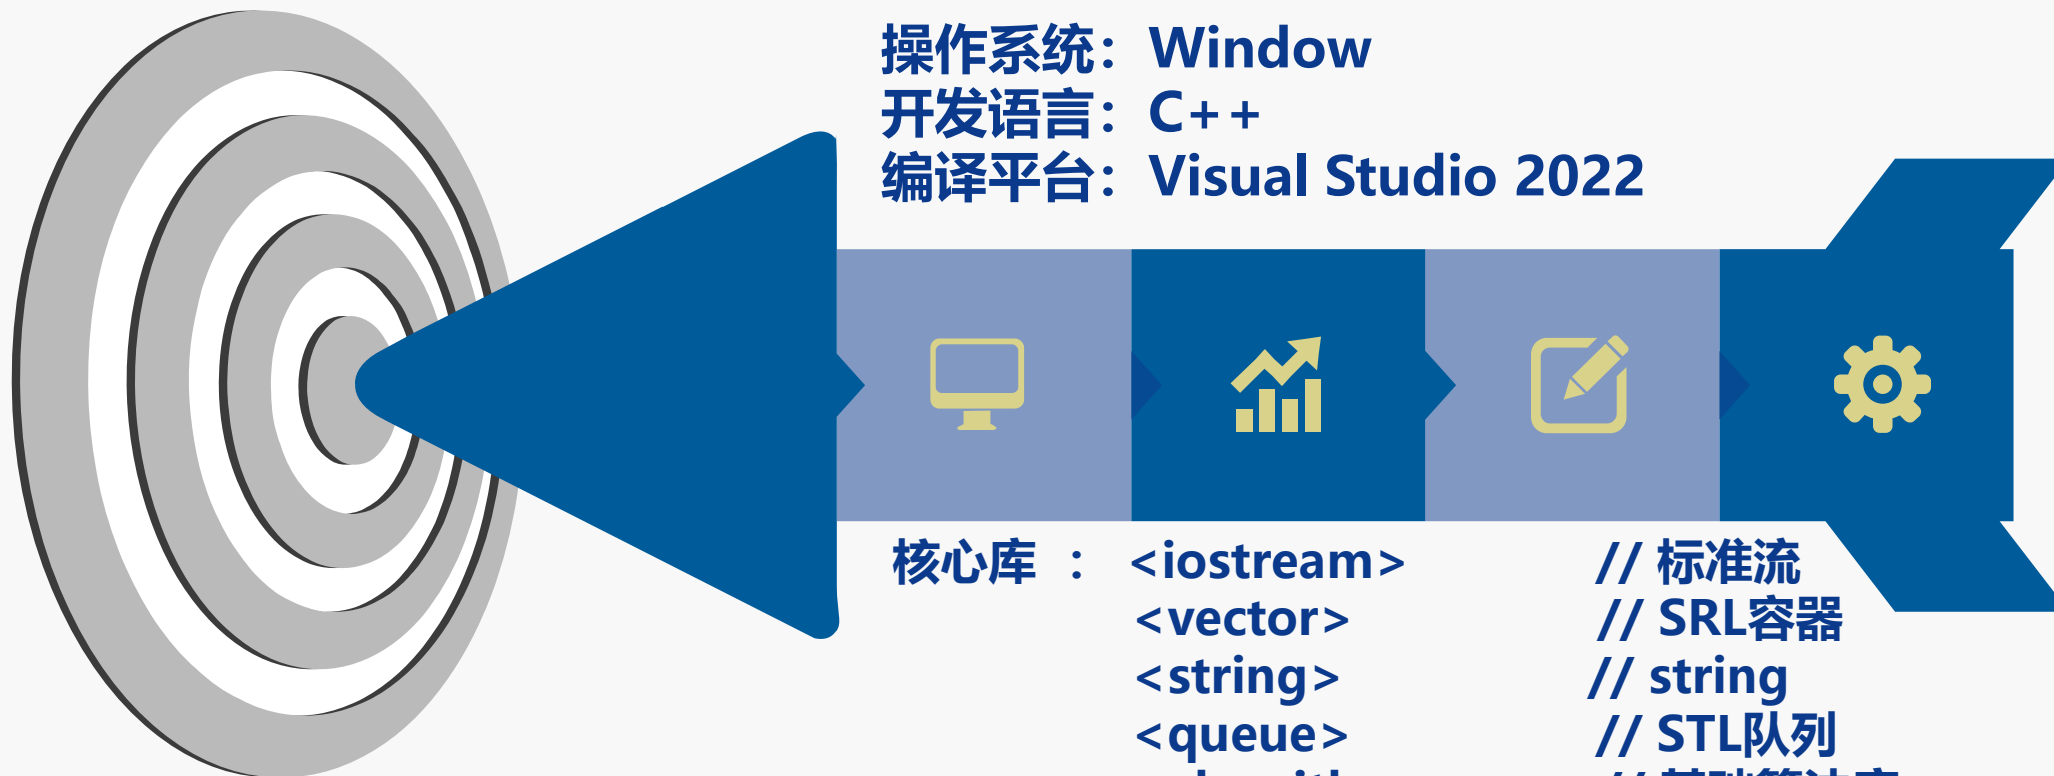 操作系统：Window
开发语言：C++
编译平台：Visual Studio 2022
核心库 ： <iostream> // 标准流
<vector> // SRL容器
<string> // string
<queue> // STL队列